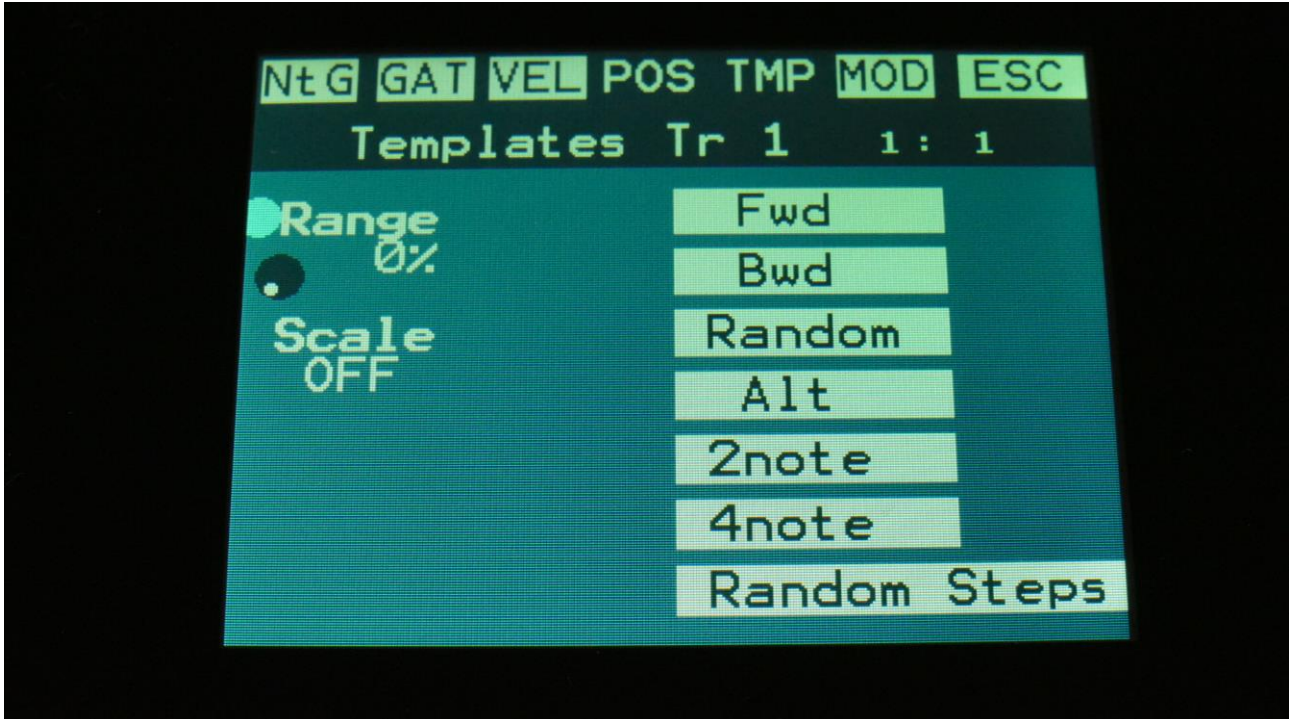 NtG GAT VEL POS TMP MOD ESC
Templates Tr 1 1: 1
Range
0%
Scale
OFF
Fwd
Bwd
Random
Alt
2note
4note
Random Steps